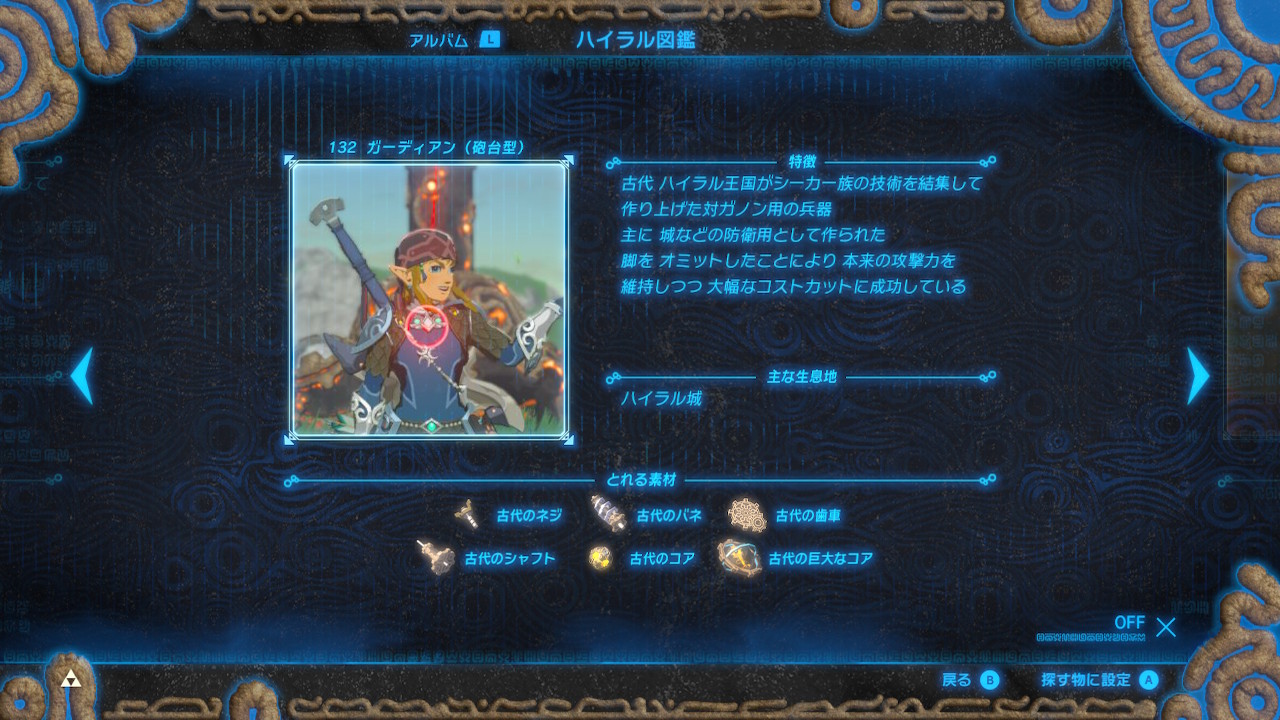 アルバム L ハイラル図鑑
132 ガーディアン（砲台型）
特徴
古代 ハイラル王国がシーカー族の技術を結集して
作り上げた対ガノン用の兵器
主に 城などの防衛用として作られた
脚を オミットしたことにより 本来の攻撃力を
維持しつつ 大幅なコストカットに成功している
主な生息地
ハイラル城
とれる素材
古代のネジ 古代のバネ 古代の歯車
古代のシャフト 古代のコア 古代の巨大なコア
OFF
戻る B 探す物に設定 A